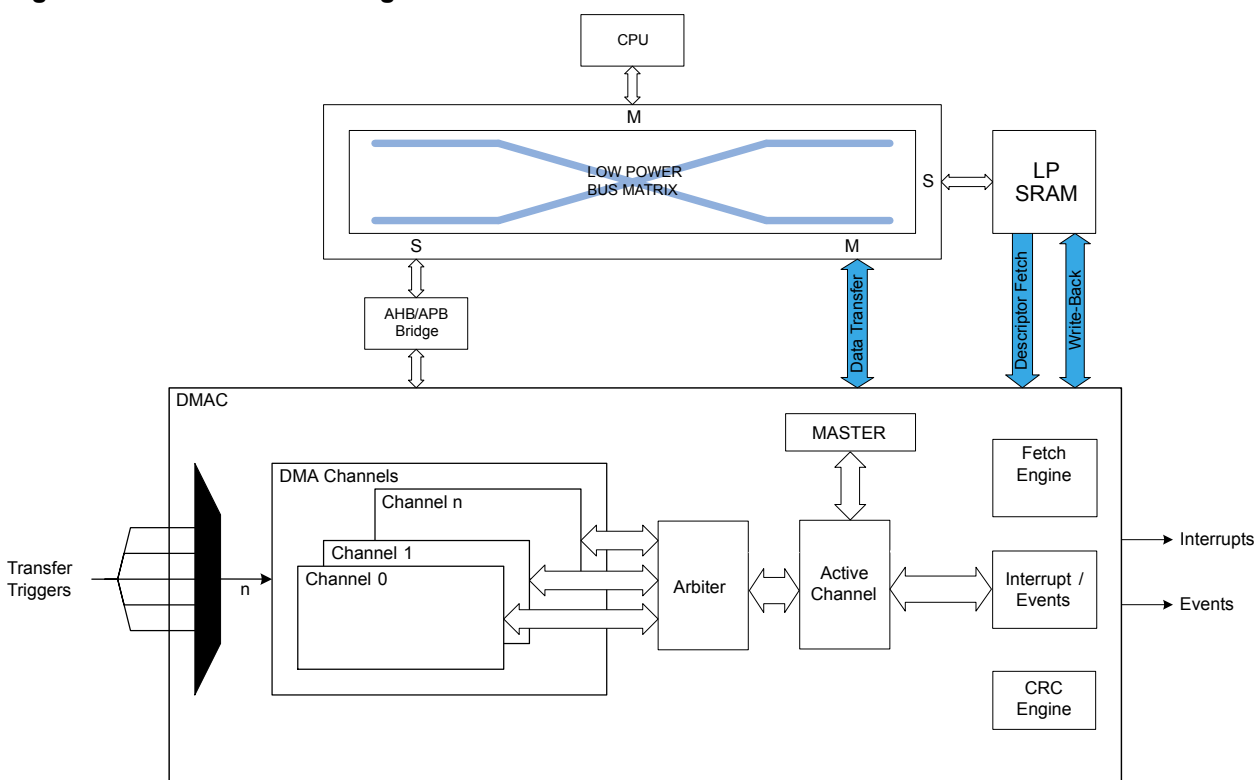 CPU
M
LOW POWER
BUS MATRIX
S
LP
SRAM
S
M
AHB/APB
Bridge
Data Transfer
Descriptor Fetch
Write-Back
DMAC
MASTER
Fetch
Engine
DMA Channels
Channel n
Channel 1
Channel 0
Transfer
Triggers
n
Arbiter
Active
Channel
Interrupt /
Events
Interrupts
Events
CRC
Engine